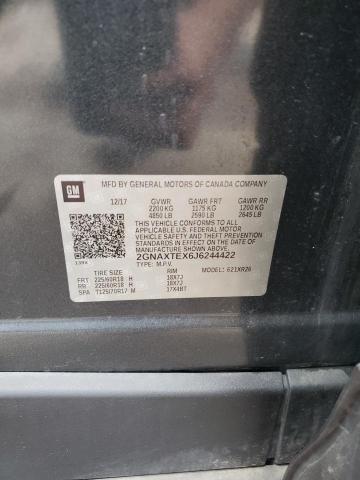 GM
MFD BY GENERAL MOTORS OF CANADA COMPANY
12/17 GVWR GAWR FRT GAWR RR
2200 KG 1175 KG 1200 KG
4850 LB 2590 LB 2645 LB
THIS VEHICLE CONFORMS TO ALL
APPLICABLE U.S. FEDERAL MOTOR
VEHICLE SAFETY AND THEFT
PREVENTION STANDARDS IN EFFECT
ON THE DATE OF MANUFACTURE
SHOWN ABOVE.
2GNAXTEX6J6244422
TIRE SIZE RIM MODEL: 621XR26
FRT 225/60R18 H 18X7J
RR 225/60R18 H 18X7J
SPA T125/70R17 M 17X4BT